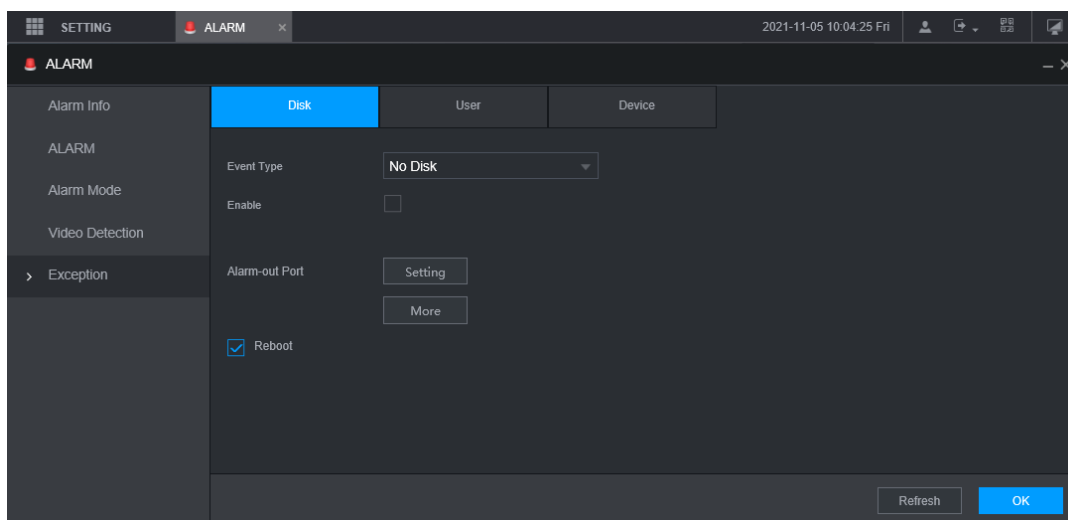 SETTING
ALARM
2021-11-05 10:04:25 Fri
ALARM
Alarm Info
ALARM
Alarm Mode
Video Detection
Exception
Disk
User
Device
Event Type
No Disk
Enable
Alarm-out Port
Setting
More
Reboot
Refresh
OK